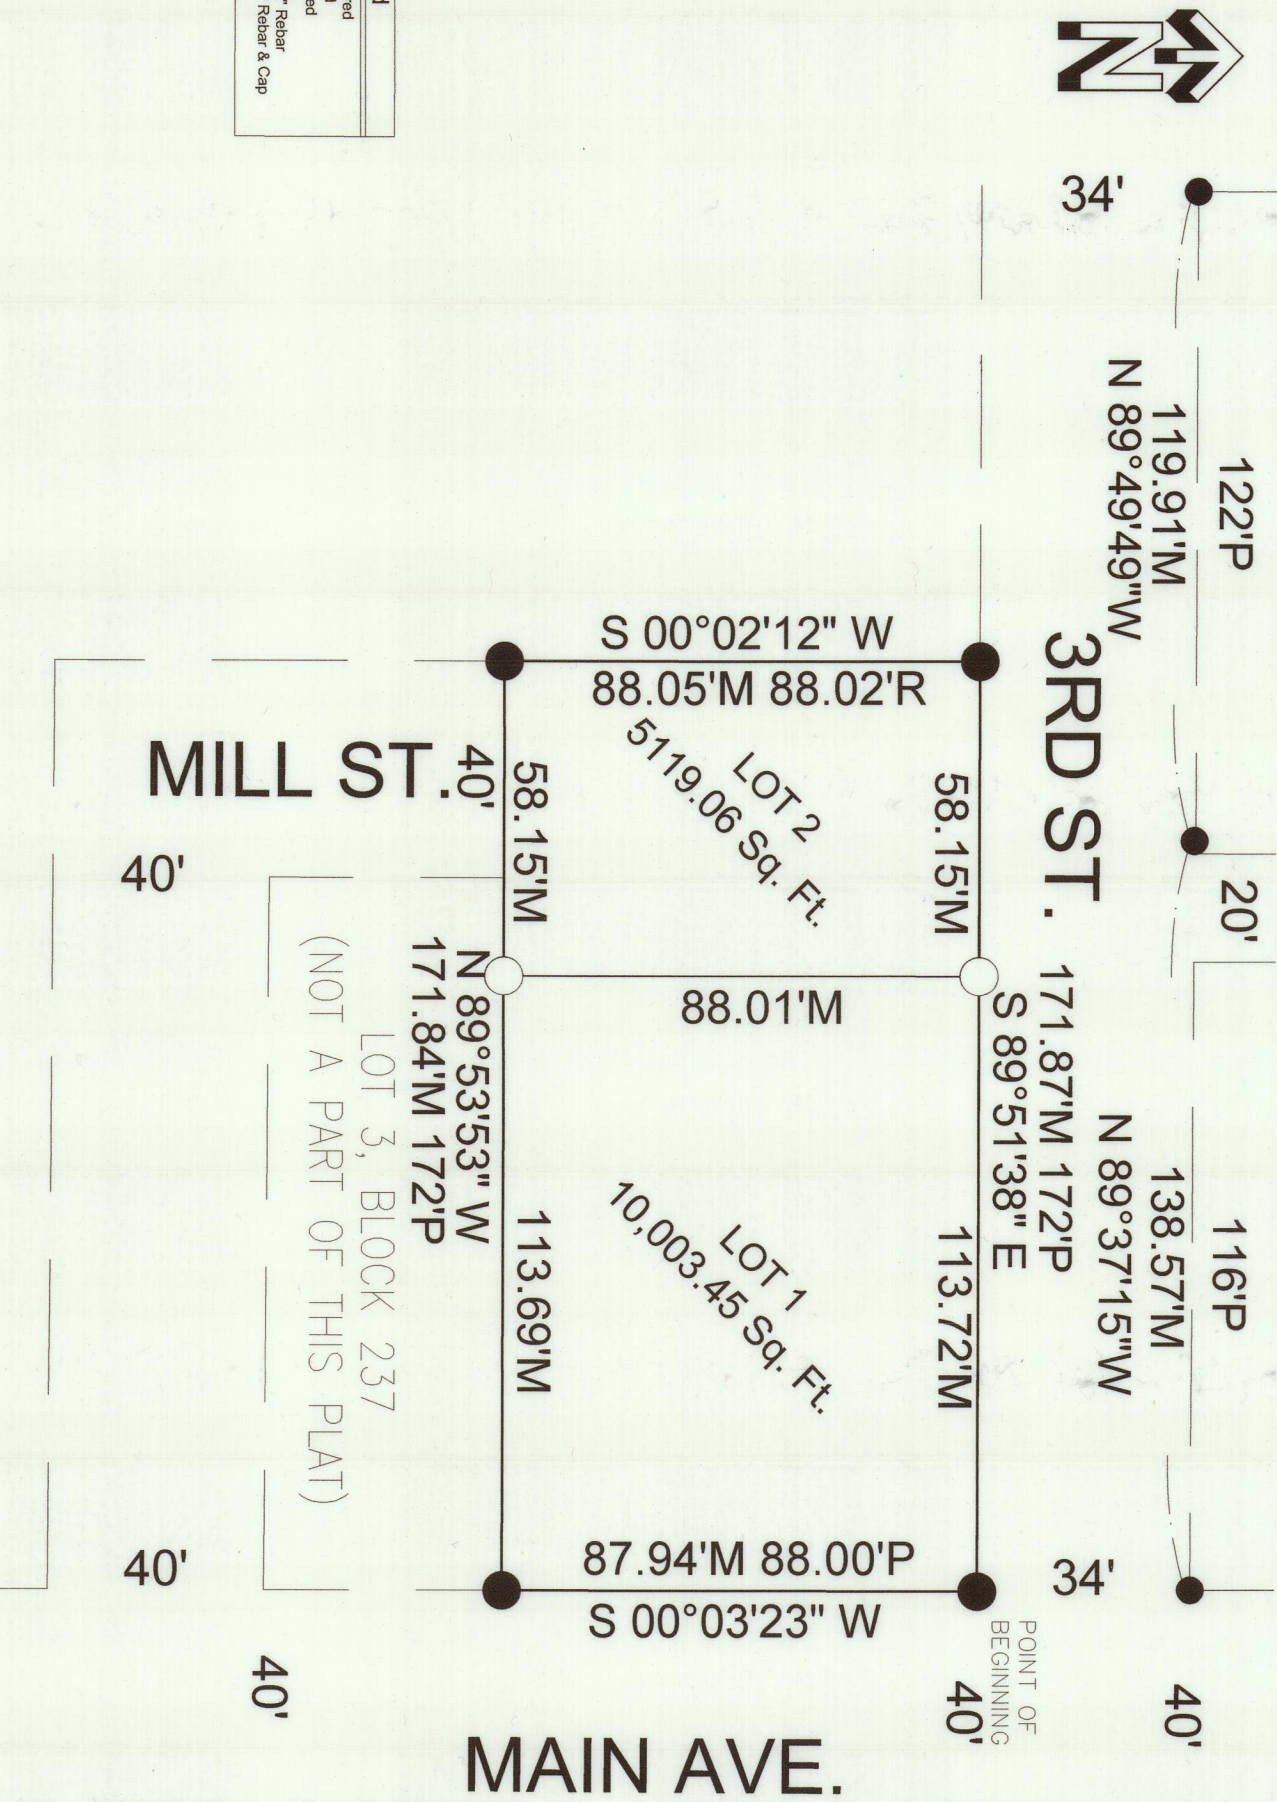 N
34'
122'P
119.91'M
N 89°49'49"W
3RD ST.
20'
116'P
138.57'M
N 89°37'15"W
171.87'M 172'P
S 89°51'38" E
34'
40'
POINT OF
BEGINNING
40'
S 00°02'12" W
88.05'M 88.02'R
58.15'M
LOT 2
5119.06 Sq. Ft.
58.15'M
88.01'M
113.72'M
LOT 1
10,003.45 Sq. Ft.
113.69'M
87.94'M 88.00'P
S 00°03'23" W
MILL ST.
40'
40'
N 89°53'53" W
171.84'M 172'P
LOT 3, BLOCK 237
(NOT A PART OF THIS PLAT)
40'
40'
MAIN AVE.
Rebar
Rebar & Cap